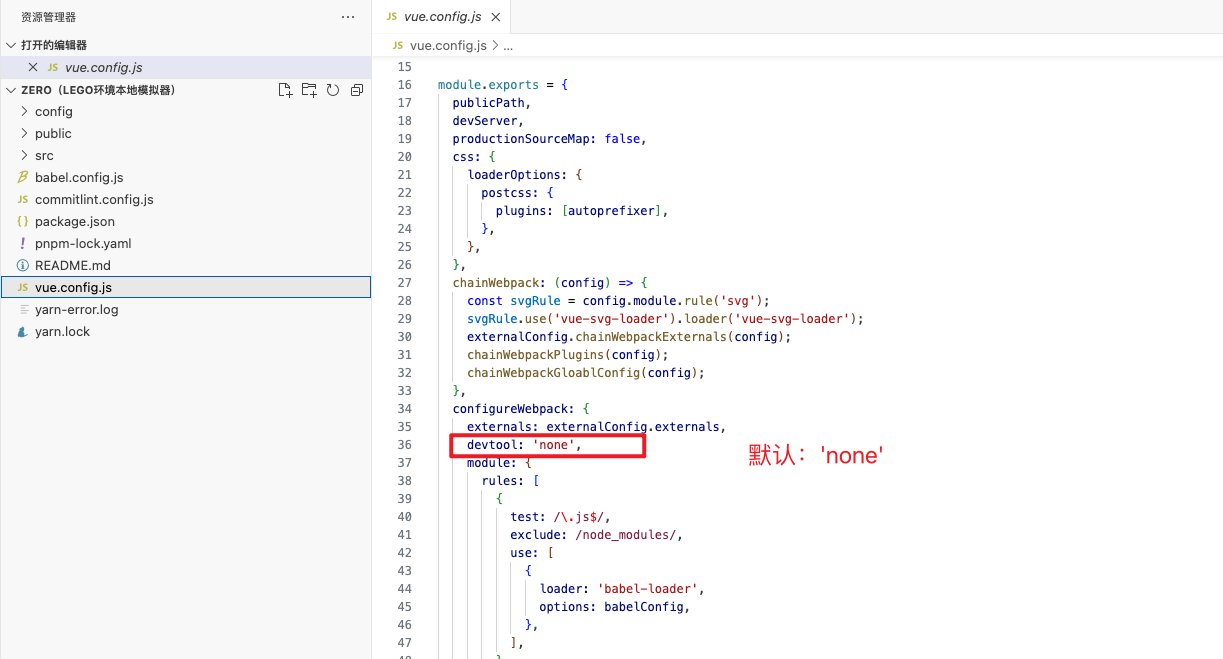 资源管理器
打开的编辑器
JS vue.config.js
ZERO（LEGO环境本地模拟器）
config
public
src
babel.config.js
JS commitlint.config.js
{} package.json
! pnpm-lock.yaml
README.md
JS vue.config.js
yarn-error.log
yarn.lock
JS vue.config.js
JS vue.config.js > ...
15
16 module.exports = {
17 publicPath,
18 devServer,
19 productionSourceMap: false,
20 css: {
21 loaderOptions: {
22 postcss: {
23 plugins: [autoprefixer],
24 },
25 },
26 },
27 chainWebpack: (config) => {
28 const svgRule = config.module.rule('svg');
29 svgRule.use('vue-svg-loader').loader('vue-svg-loader');
30 externalConfig.chainWebpackExternals(config);
31 chainWebpackPlugins(config);
32 chainWebpackGloablConfig(config);
33 },
34 configureWebpack: {
35 externals: externalConfig.externals,
36 devtool: 'none',
默认：'none'
37 module: {
38 rules: [
39 {
40 test: /\.js$/,
41 exclude: /node_modules/,
42 use: [
43 {
44 loader: 'babel-loader',
45 options: babelConfig,
46 },
47 ],